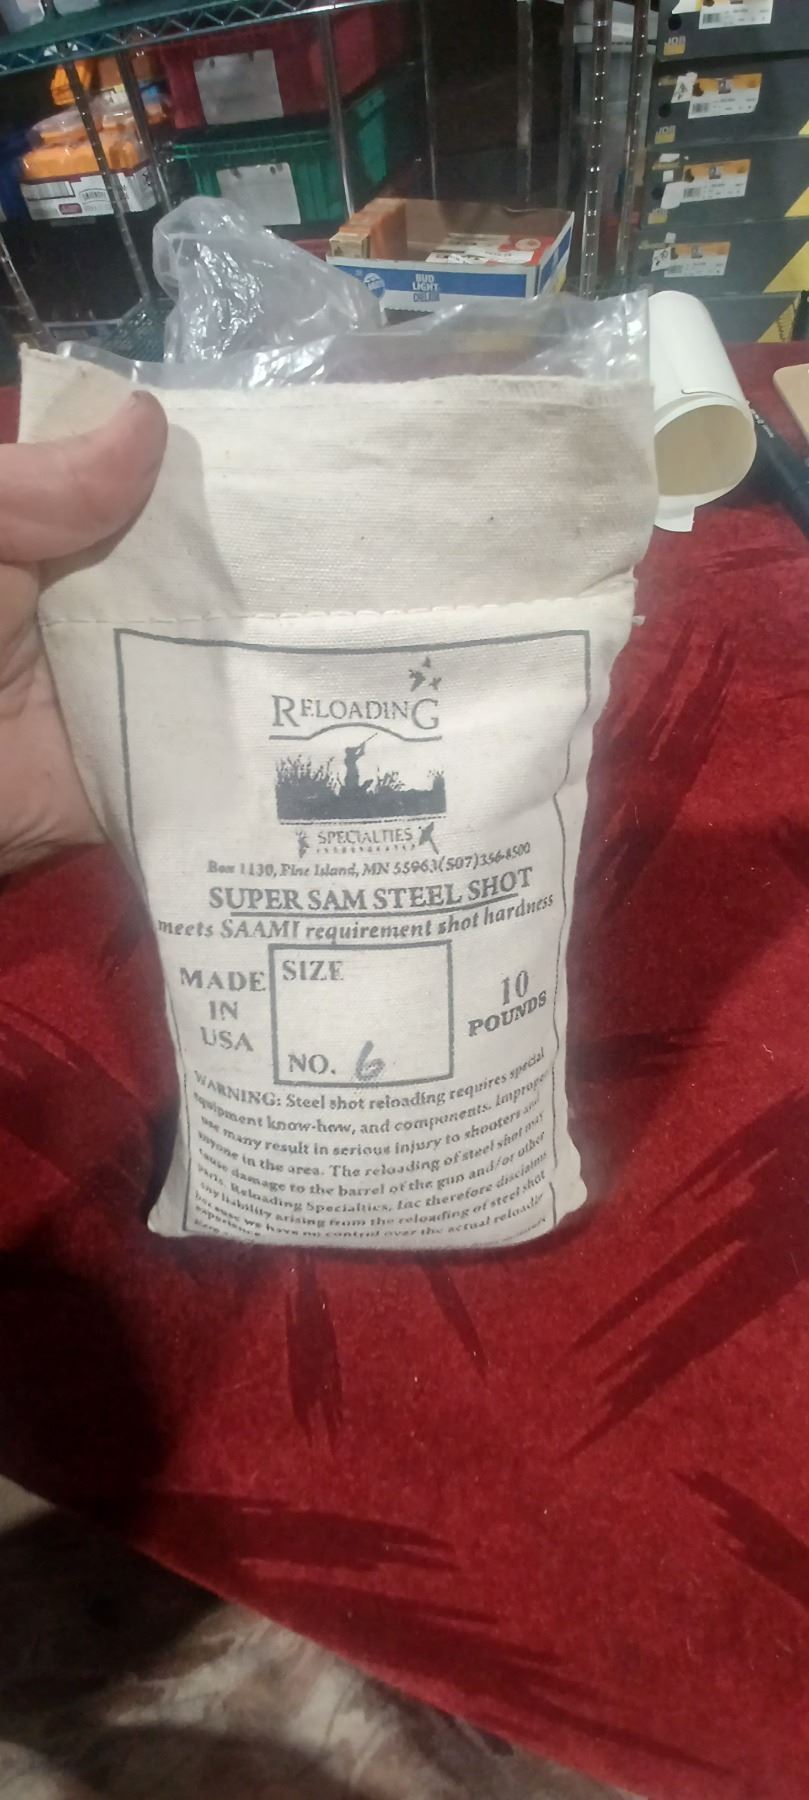 BUD
LIGHT
CHELADA
RELOADING
SPECIALTIES
INCORPORATED
Box 1130, Pine Island, MN 55963 (507)356-8500
SUPER SAM STEEL SHOT
meets SAAMI requirement shot hardness
MADE
IN
USA
SIZE
NO. 6
10
POUNDS
WARNING: Steel shot reloading requires special
equipment know-how, and components. Improper
use many result in serious injury to shooters and
anyone in the area. The reloading of steel shot may
cause damage to the barrel of the gun and/or other
parts. Reloading Specialties, Inc therefore disclaims
any liability arising from the reloading of steel shot
because we have no control over the actual reloading